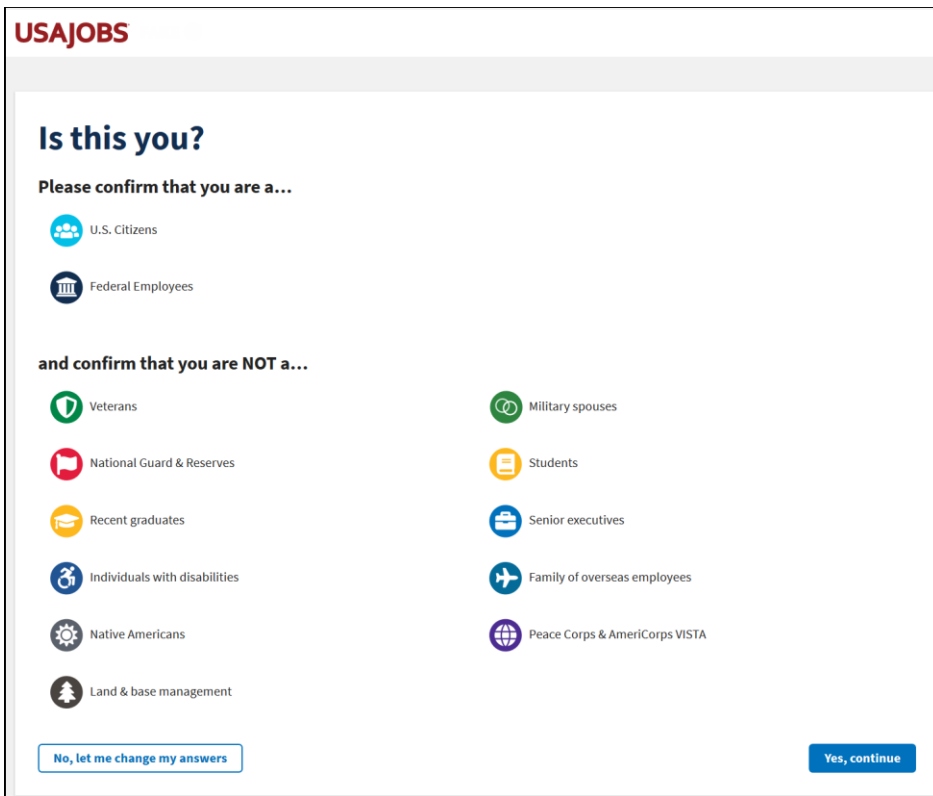 USAJOBS
Is this you?
Please confirm that you are a...
U.S. Citizens
Federal Employees
and confirm that you are NOT a...
Veterans
Military spouses
National Guard & Reserves
Students
Recent graduates
Senior executives
Individuals with disabilities
Family of overseas employees
Native Americans
Peace Corps & AmeriCorps VISTA
Land & base management
No, let me change my answers
Yes, continue